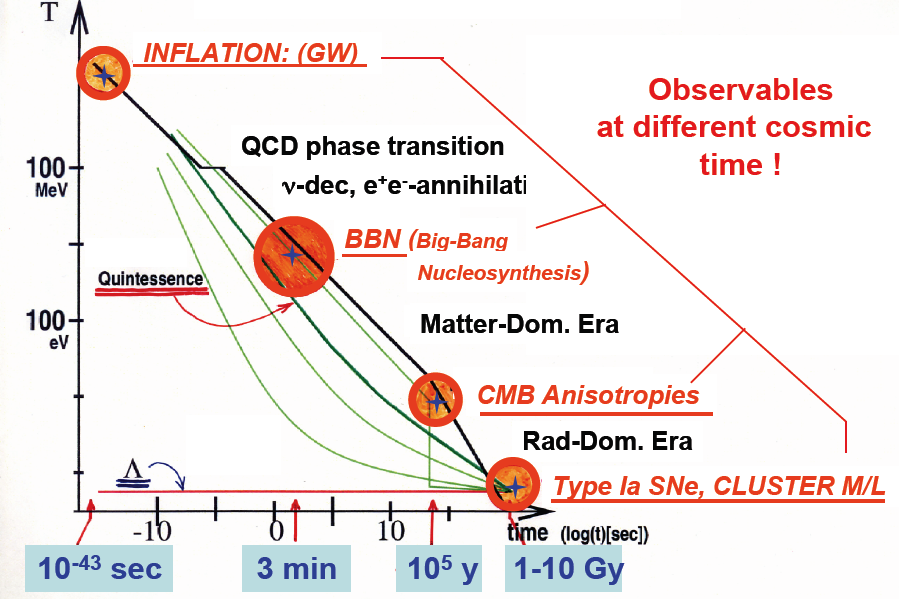 T
INFLATION: (GW)
Observables
at different cosmic
time !
QCD phase transition
ν-dec, e⁺e⁻-annihilati
100
MeV
BBN (Big-Bang
Nucleosynthesis)
Quintessence
100
eV
Matter-Dom. Era
CMB Anisotropies
Rad-Dom. Era
Λ
Type Ia SNe, CLUSTER M/L
-10 0 10 time (log(t)[sec])
10⁻⁴³ sec 3 min 10⁵ y 1-10 Gy